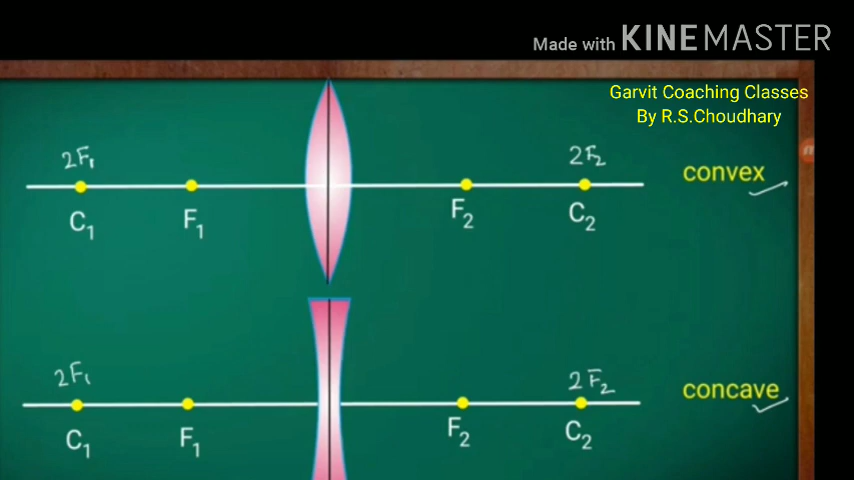 Made with KINEMASTER
Garvit Coaching Classes
By R.S.Choudhary
2F₁ 2F₂
convex
C₁ F₁ F₂ C₂
2F₁ 2F₂
concave
C₁ F₁ F₂ C₂